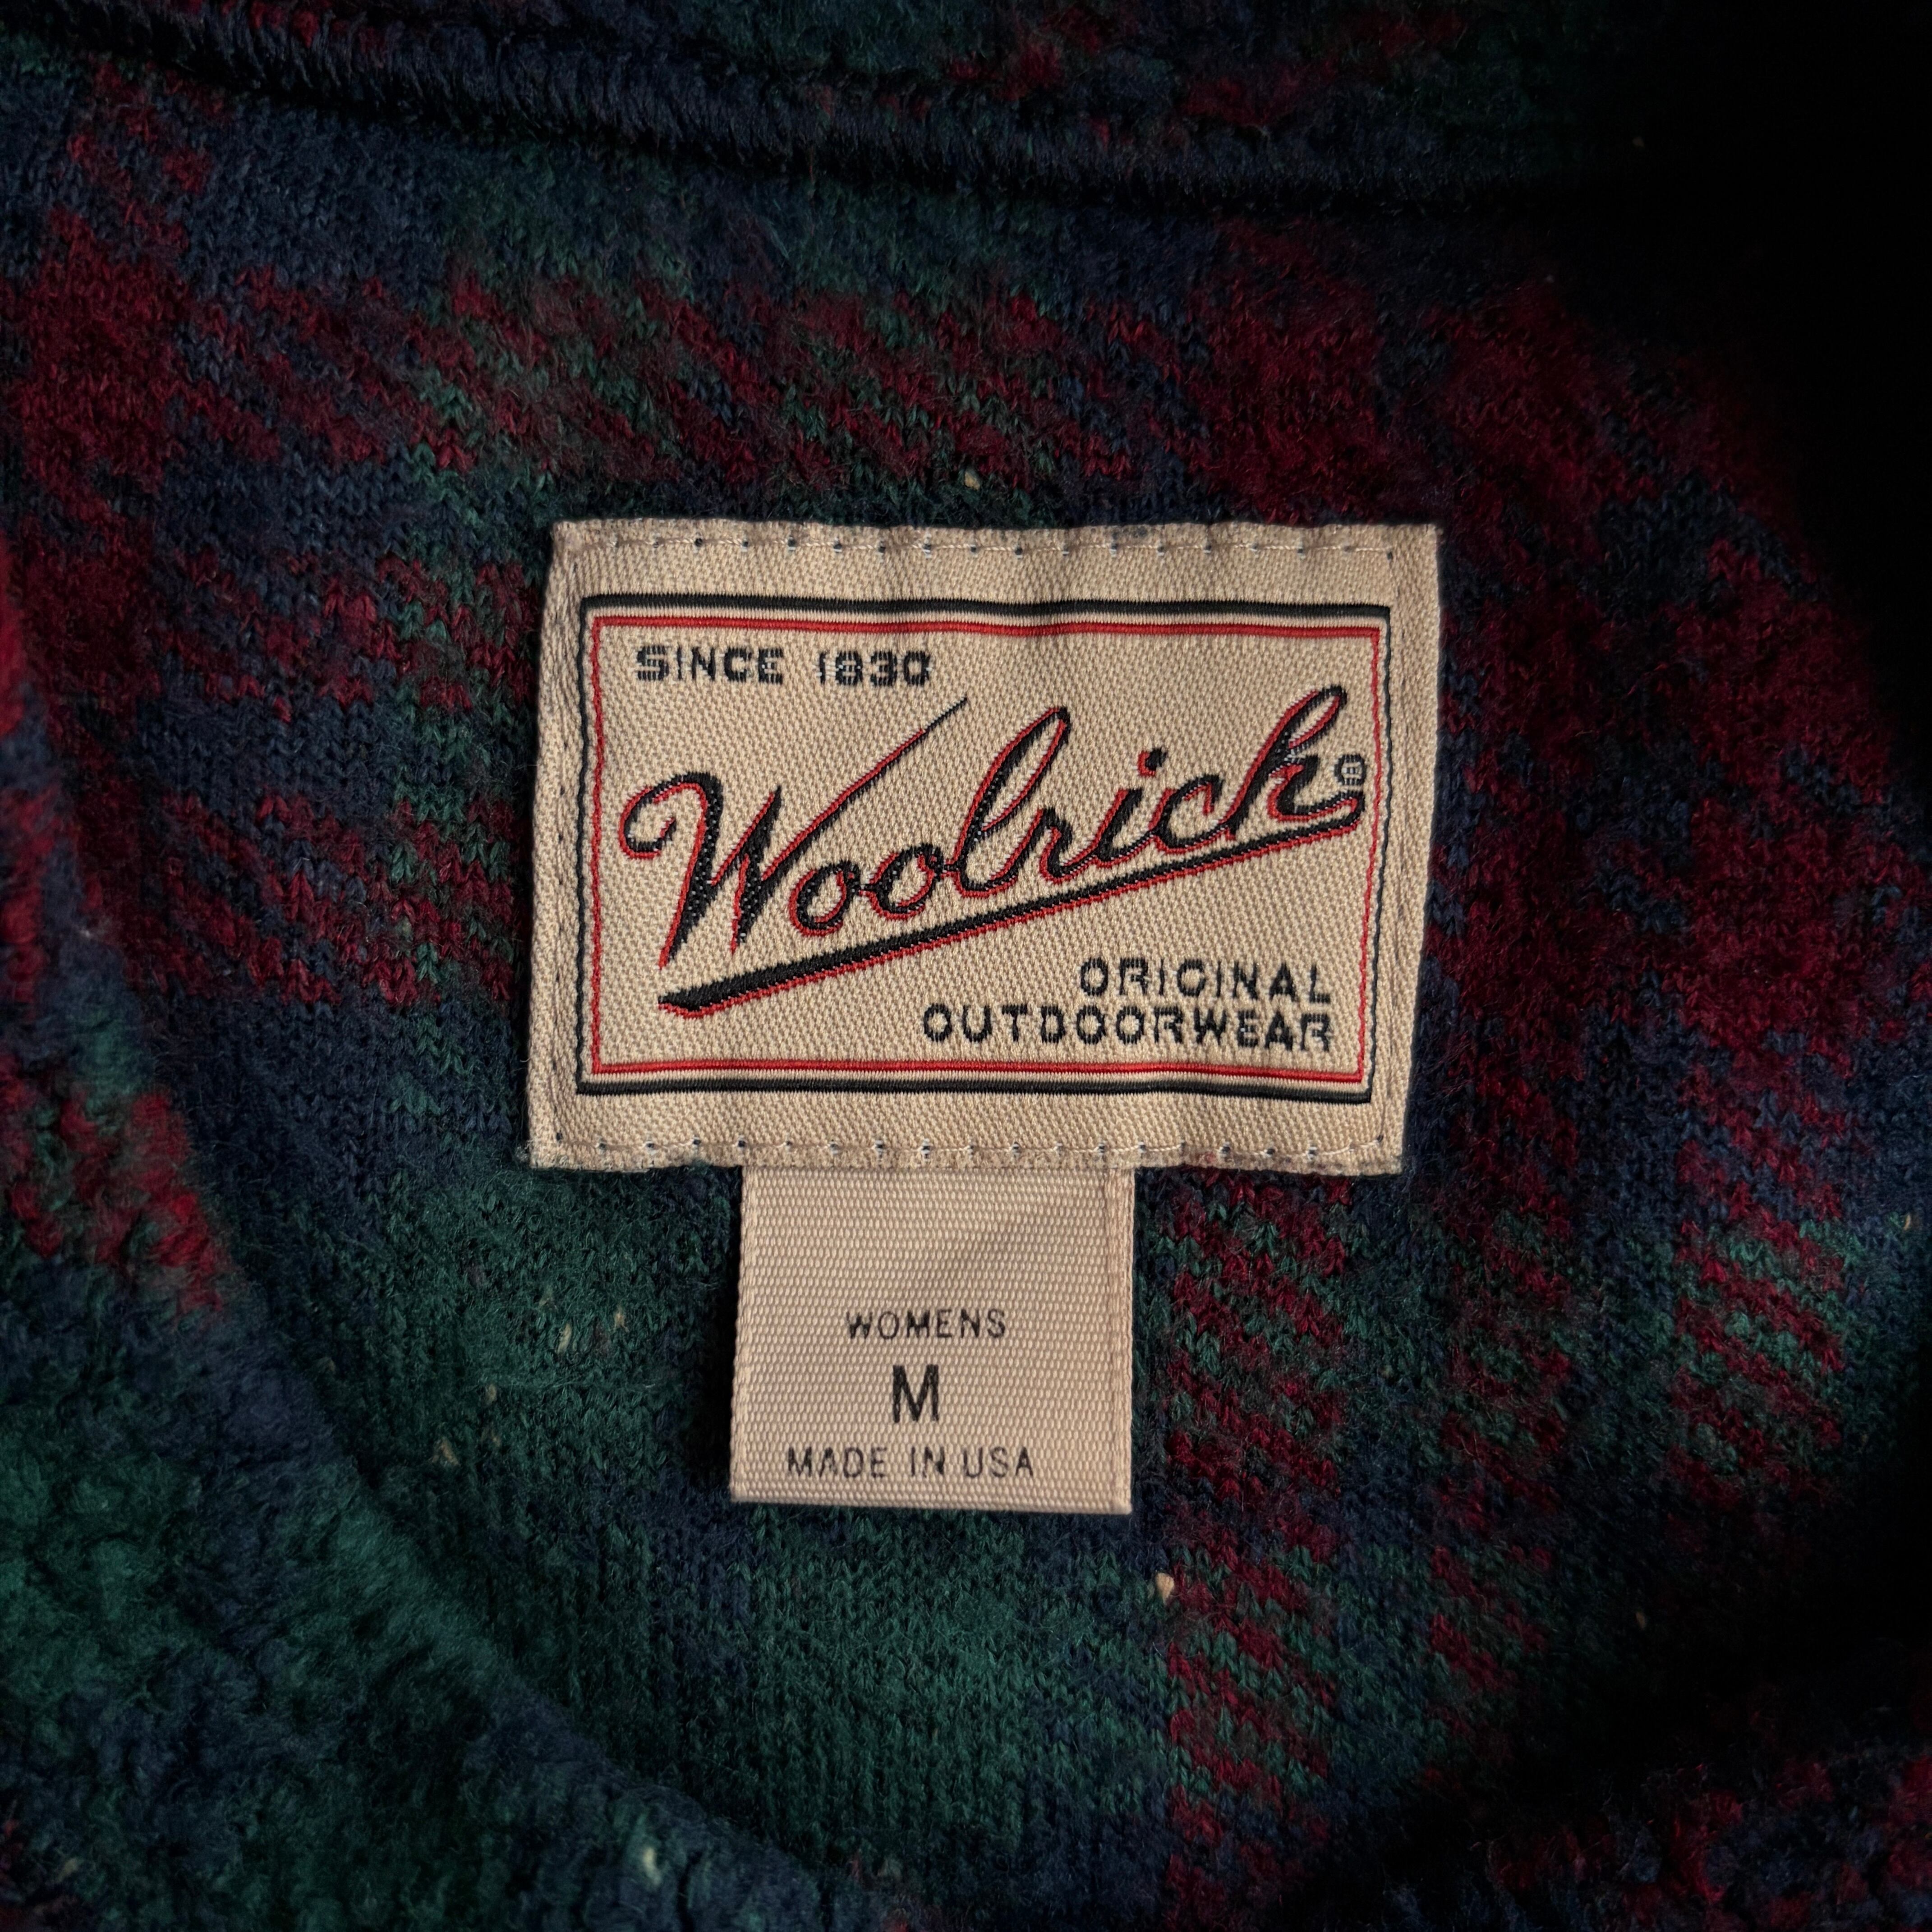 SINCE 1830
Woolrich®
ORIGINAL
OUTDOORWEAR
WOMENS
M
MADE IN USA